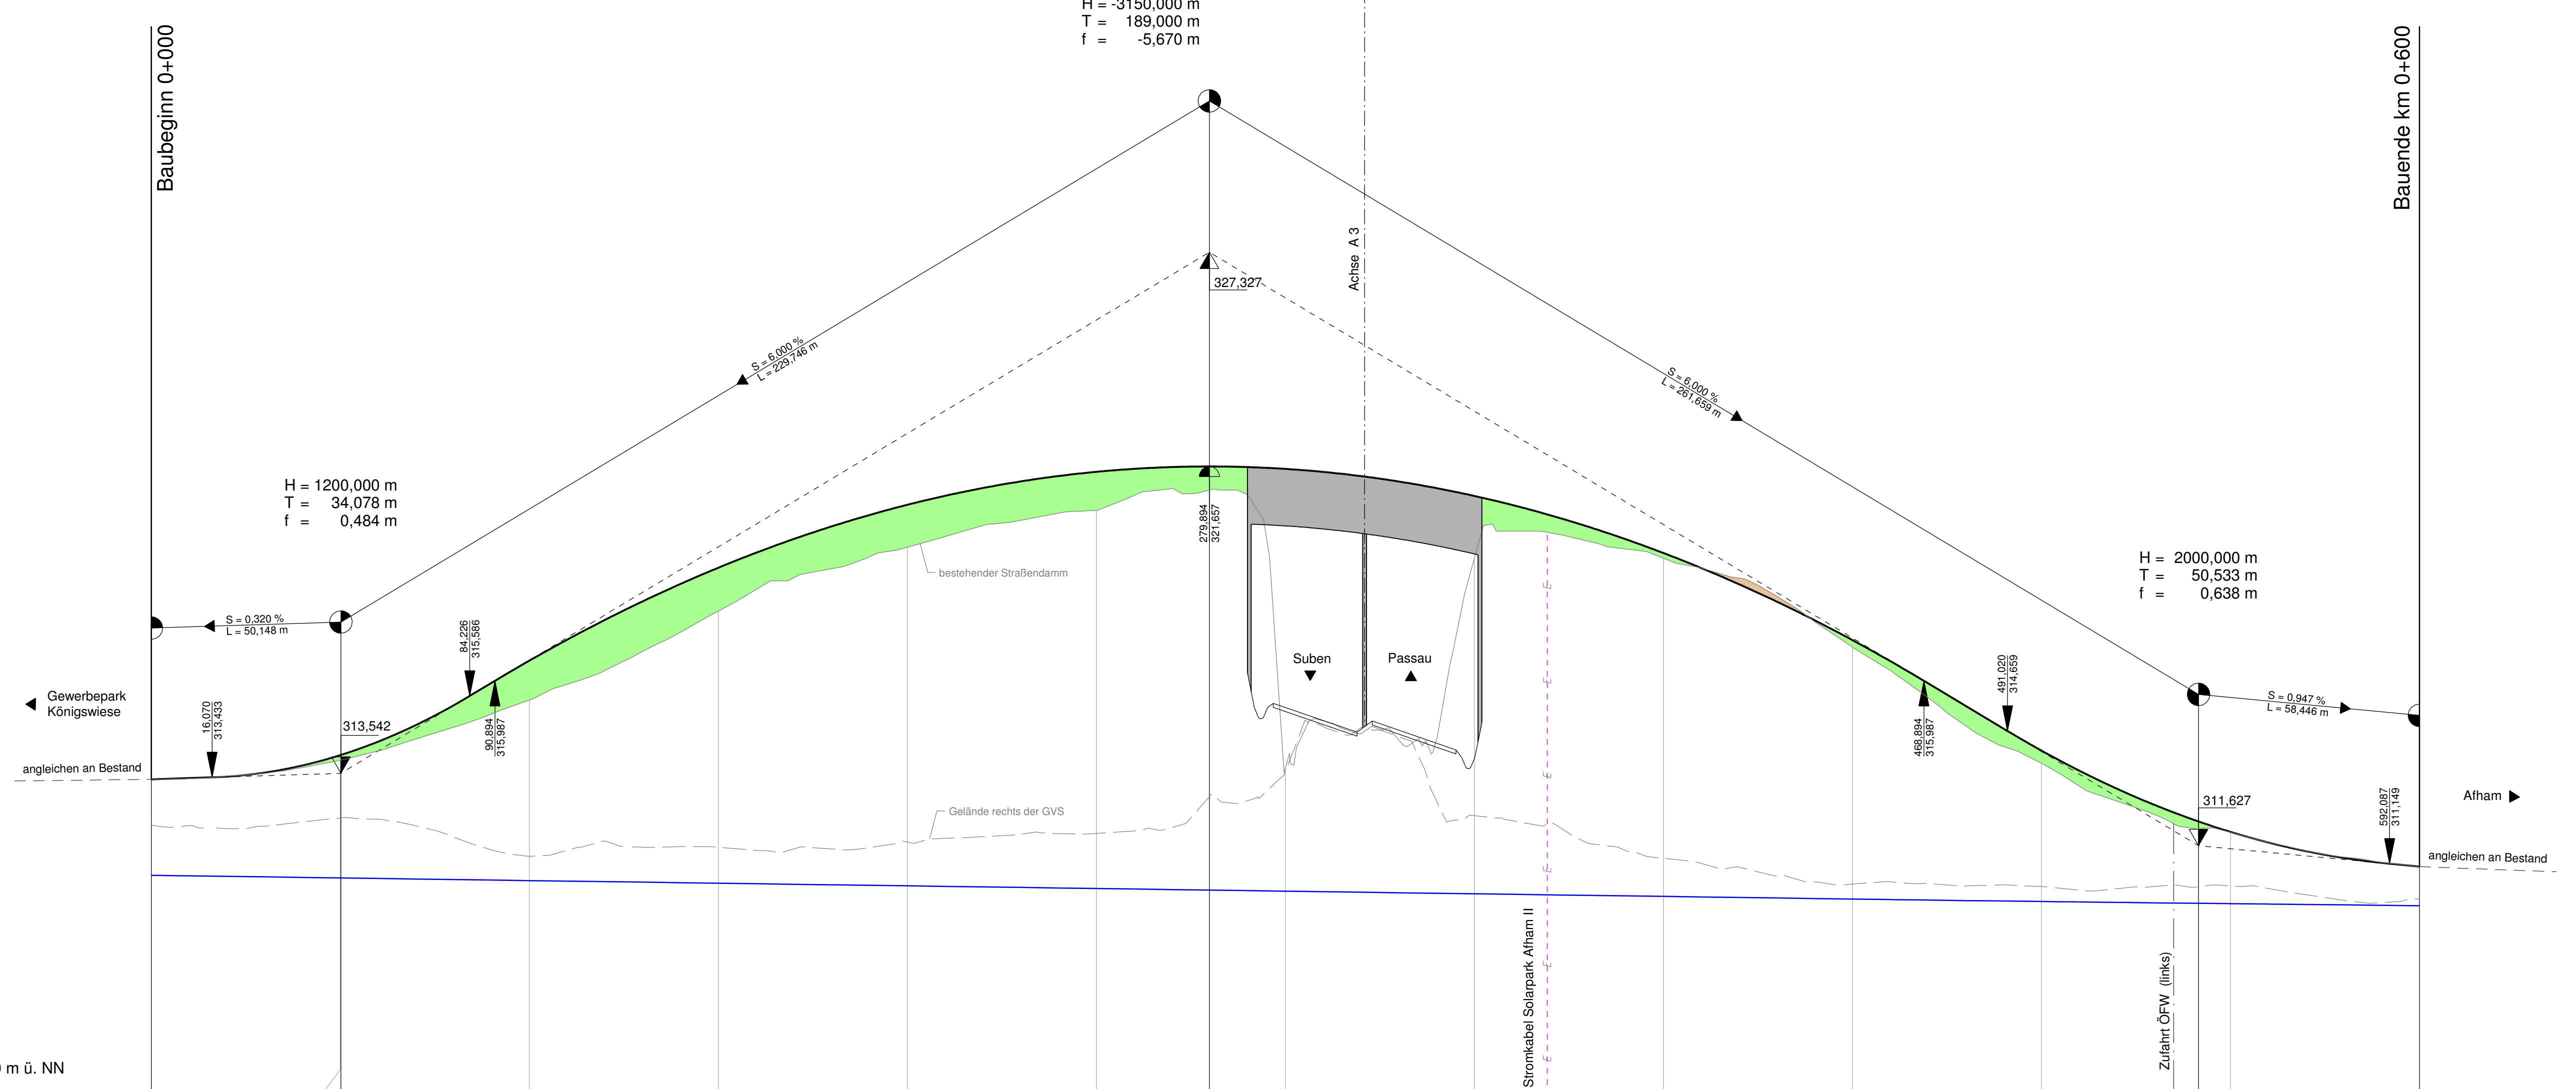 H = -3150,000 m
T = 189,000 m
f = -5,670 m
Baubeginn 0+000
Bauende km 0+600
Achse A 3
327,327
S = 6,000 %
L = 229,746 m
S = 6,000 %
L = 261,659 m
H = 1200,000 m
T = 34,078 m
f = 0,484 m
279,894
321,657
bestehender Straßendamm
H = 2000,000 m
T = 50,533 m
f = 0,638 m
S = 0,320 %
L = 50,148 m
84,226
315,586
Suben
Passau
491,020
314,659
Gewerbepark
Königswiese
16,070
313,433
313,542
90,894
315,987
468,894
315,987
S = 0,947 %
L = 58,446 m
angleichen an Bestand
Gelände rechts der GVS
311,627
592,087
311,149
Afham
angleichen an Bestand
Stromkabel Solarpark Afham II
Zufahrt ÖFW (links)
m ü. NN